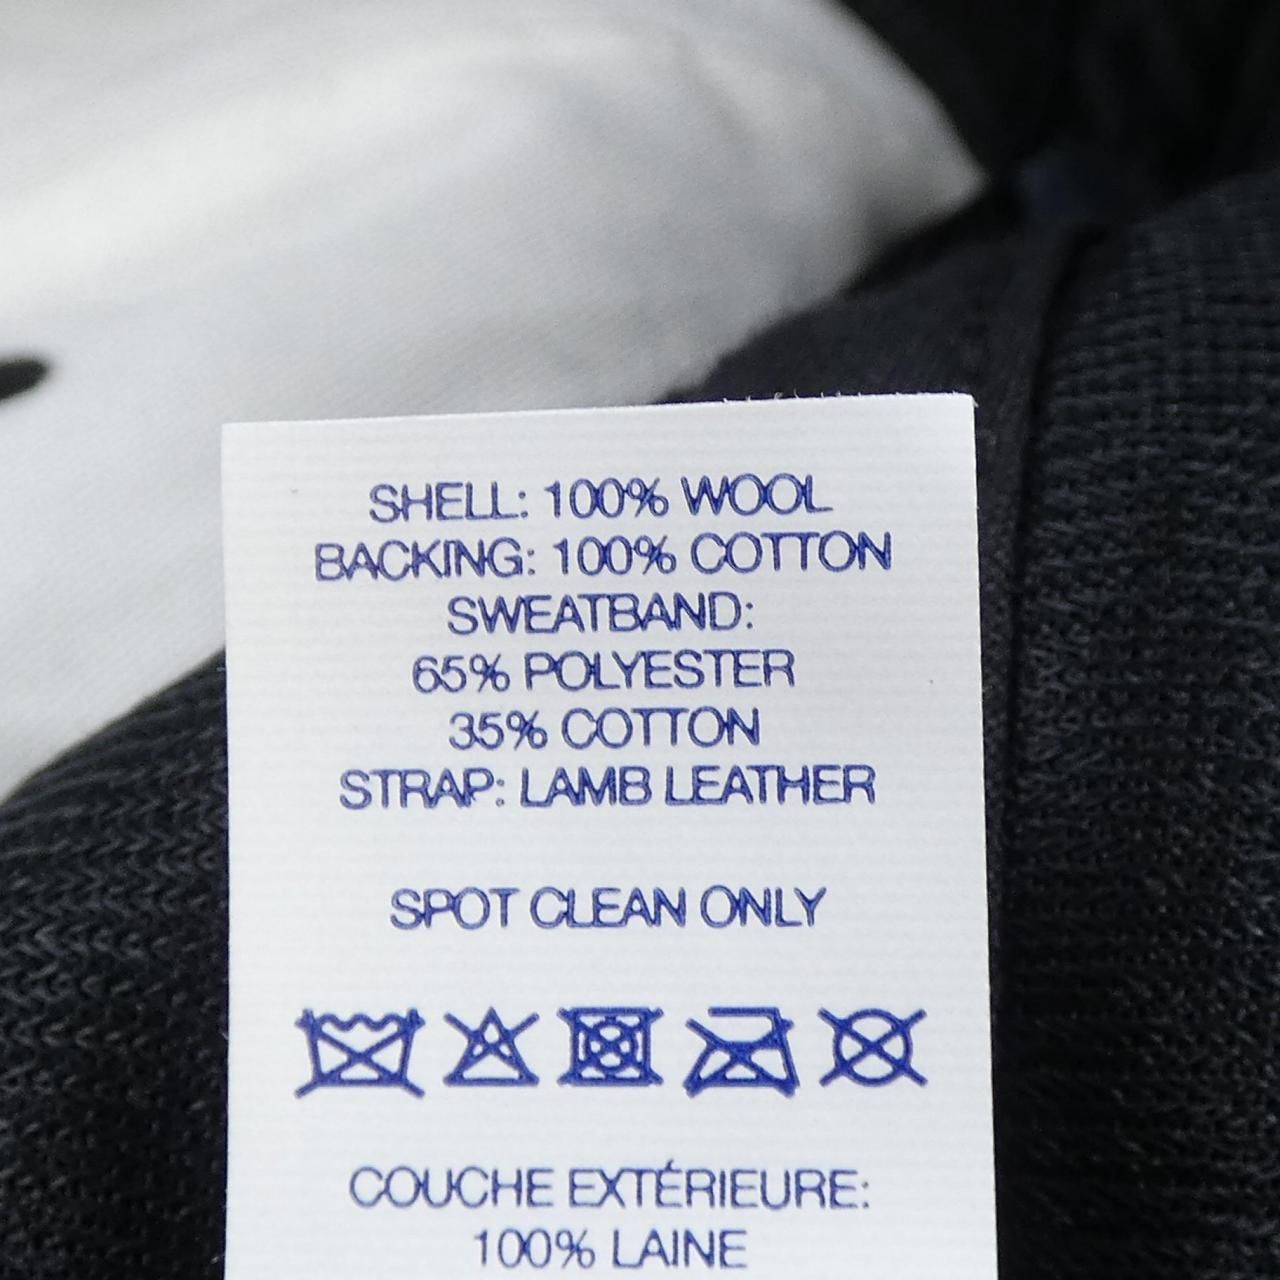 SHELL: 100% WOOL
BACKING: 100% COTTON
SWEATBAND:
65% POLYESTER
35% COTTON
STRAP: LAMB LEATHER
SPOT CLEAN ONLY
COUCHE EXTÉRIEURE:
100% LAINE